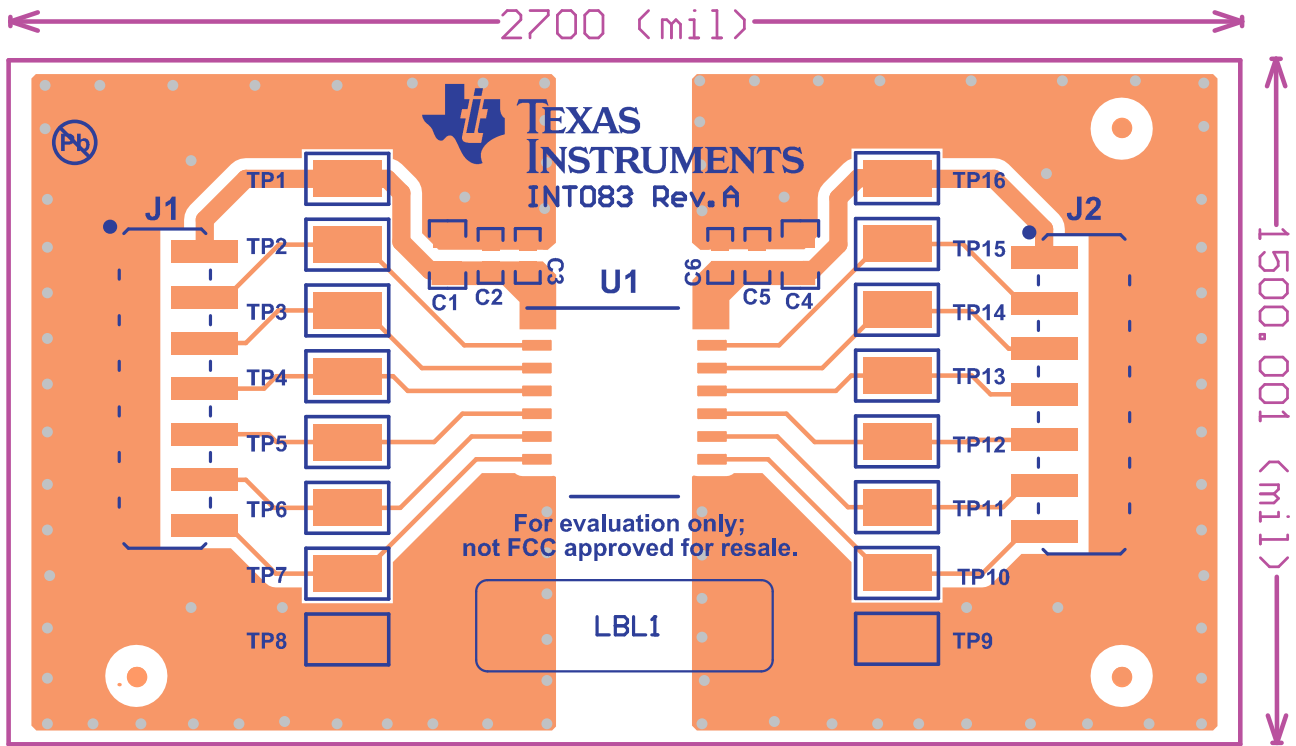 2700 (mil)
Pb
TEXAS
INSTRUMENTS
INT083 Rev.A
TP1
TP16
J1
J2
TP2
TP15
C3
C6
U1
C1
C2
C5
C4
TP3
TP14
1500.001 (mil)
TP4
TP13
TP5
TP12
TP6
TP11
For evaluation only;
not FCC approved for resale.
TP7
TP10
LBL1
TP8
TP9